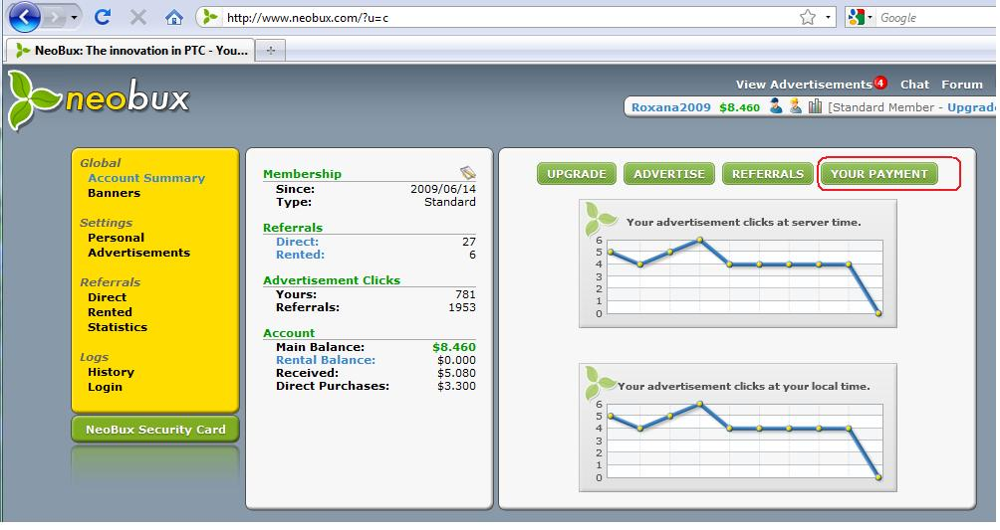 http://www.neobux.com/?u=c
Google
NeoBux: The innovation in PTC - You...
neobux
View Advertisements 4 Chat Forum
Roxana2009 $8.460 [Standard Member - Upgrade
Global
Account Summary
Banners
Settings
Personal
Advertisements
Referrals
Direct
Rented
Statistics
Logs
History
Login
NeoBux Security Card
Membership
Since: 2009/06/14
Type: Standard
Referrals
Direct: 27
Rented: 6
Advertisement Clicks
Yours: 781
Referrals: 1953
Account
Main Balance: $8.460
Rental Balance: $0.000
Received: $5.080
Direct Purchases: $3.300
UPGRADE ADVERTISE REFERRALS YOUR PAYMENT
Your advertisement clicks at server time.
6
5
4
3
2
1
0
Your advertisement clicks at your local time.
6
5
4
3
2
1
0